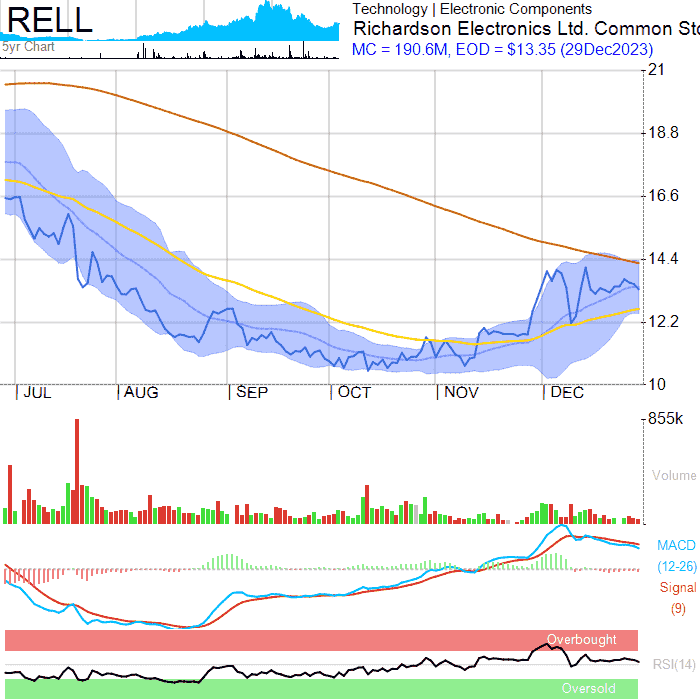 RELL
5yr Chart
Technology | Electronic Components
Richardson Electronics Ltd. Common Sto
MC = 190.6M, EOD = $13.35 (29Dec2023)
21
18.8
16.6
14.4
12.2
10
JUL AUG SEP OCT NOV DEC
855k
Volume
MACD
(12-26)
Signal
(9)
Overbought
RSI(14)
Oversold